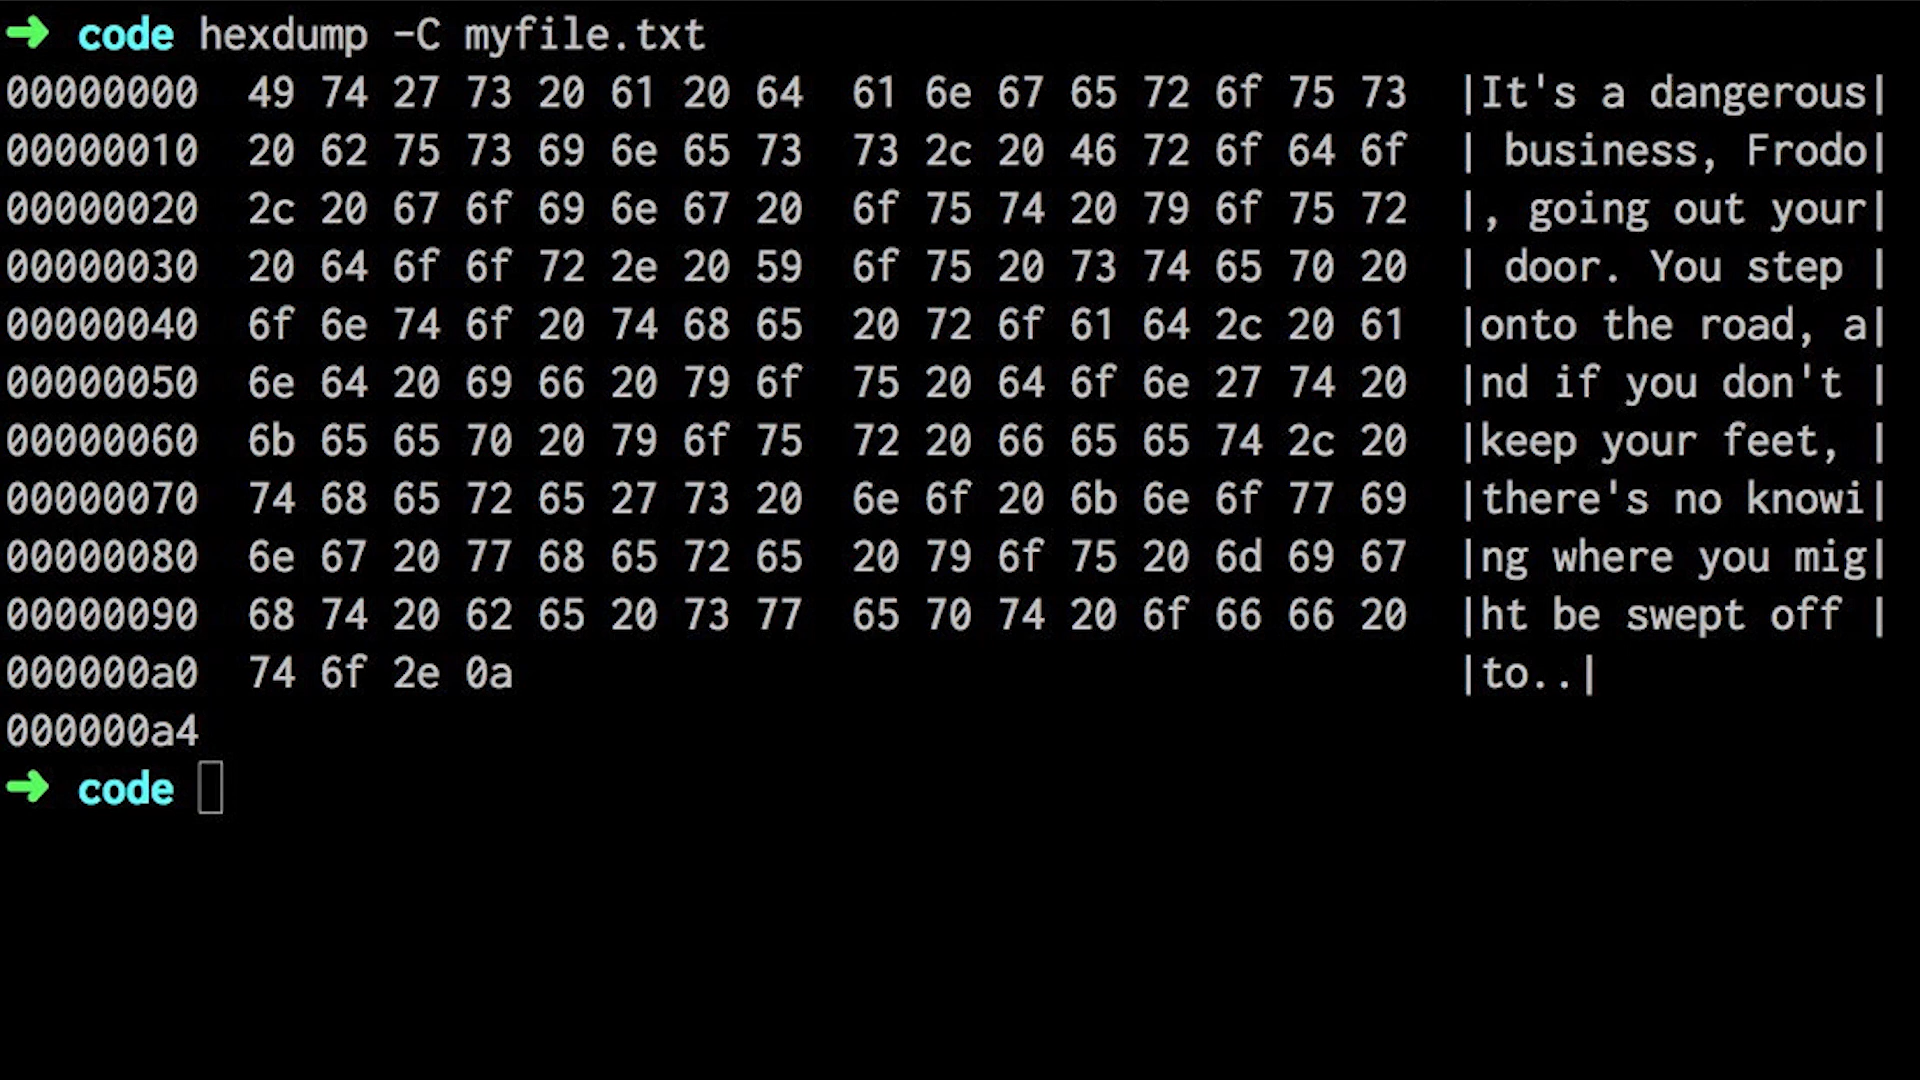 ➜ code hexdump -C myfile.txt
00000000  49 74 27 73 20 61 20 64  61 6e 67 65 72 6f 75 73  |It's a dangerous|
00000010  20 62 75 73 69 6e 65 73  73 2c 20 46 72 6f 64 6f  | business, Frodo|
00000020  2c 20 67 6f 69 6e 67 20  6f 75 74 20 79 6f 75 72  |, going out your|
00000030  20 64 6f 6f 72 2e 20 59  6f 75 20 73 74 65 70 20  | door. You step |
00000040  6f 6e 74 6f 20 74 68 65  20 72 6f 61 64 2c 20 61  |onto the road, a|
00000050  6e 64 20 69 66 20 79 6f  75 20 64 6f 6e 27 74 20  |nd if you don't |
00000060  6b 65 65 70 20 79 6f 75  72 20 66 65 65 74 2c 20  |keep your feet, |
00000070  74 68 65 72 65 27 73 20  6e 6f 20 6b 6e 6f 77 69  |there's no knowi|
00000080  6e 67 20 77 68 65 72 65  20 79 6f 75 20 6d 69 67  |ng where you mig|
00000090  68 74 20 62 65 20 73 77  65 70 74 20 6f 66 66 20  |ht be swept off |
000000a0  74 6f 2e 0a                                       |to..|
000000a4
➜ code